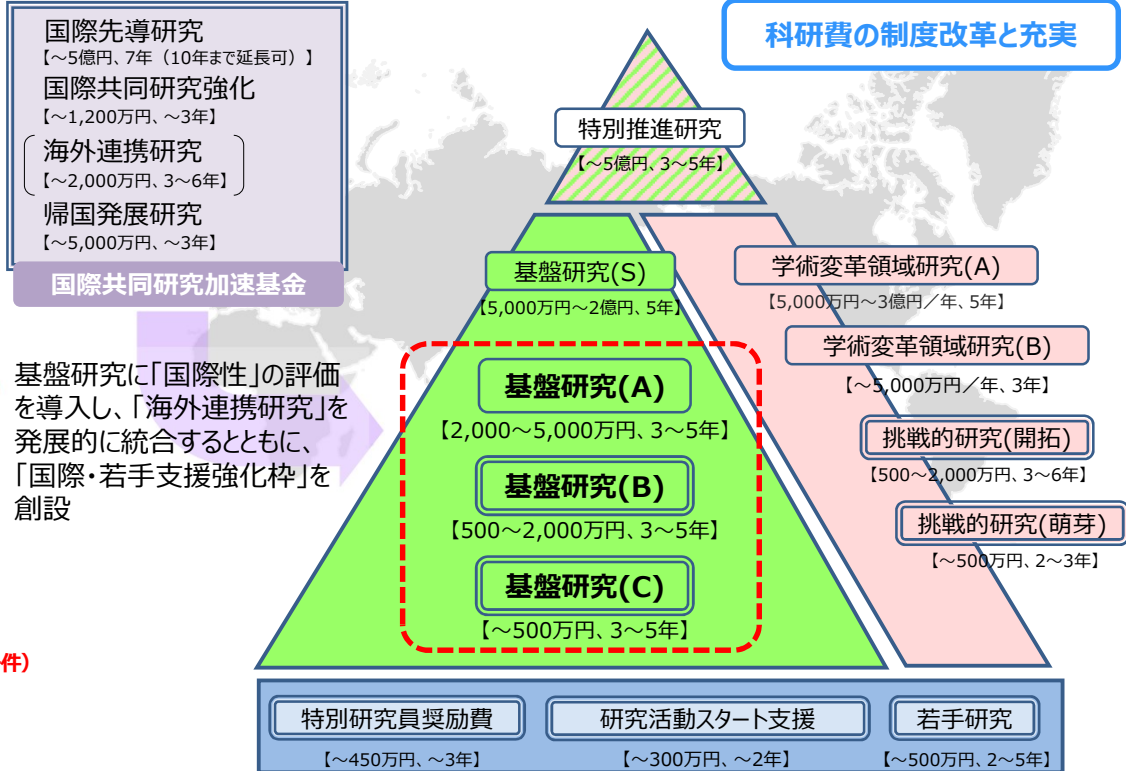 国際先導研究
【～5億円、7年（10年まで延長可）】
国際共同研究強化
【～1,200万円、～3年】
海外連携研究
【～2,000万円、3～6年】
帰国発展研究
【～5,000万円、～3年】
国際共同研究加速基金
基盤研究に「国際性」の評価
を導入し、「海外連携研究」を
発展的に統合するとともに、
「国際・若手支援強化枠」を
創設
件）
科研費の制度改革と充実
特別推進研究
【～5億円、3～5年】
基盤研究(S)
【5,000万円～2億円、5年】
基盤研究(A)
【2,000～5,000万円、3～5年】
基盤研究(B)
【500～2,000万円、3～5年】
基盤研究(C)
【～500万円、3～5年】
学術変革領域研究(A)
【5,000万円～3億円／年、5年】
学術変革領域研究(B)
【～5,000万円／年、3年】
挑戦的研究(開拓)
【500～2,000万円、3～6年】
挑戦的研究(萌芽)
【～500万円、2～3年】
特別研究員奨励費
【～450万円、～3年】
研究活動スタート支援
【～300万円、～2年】
若手研究
【～500万円、2～5年】